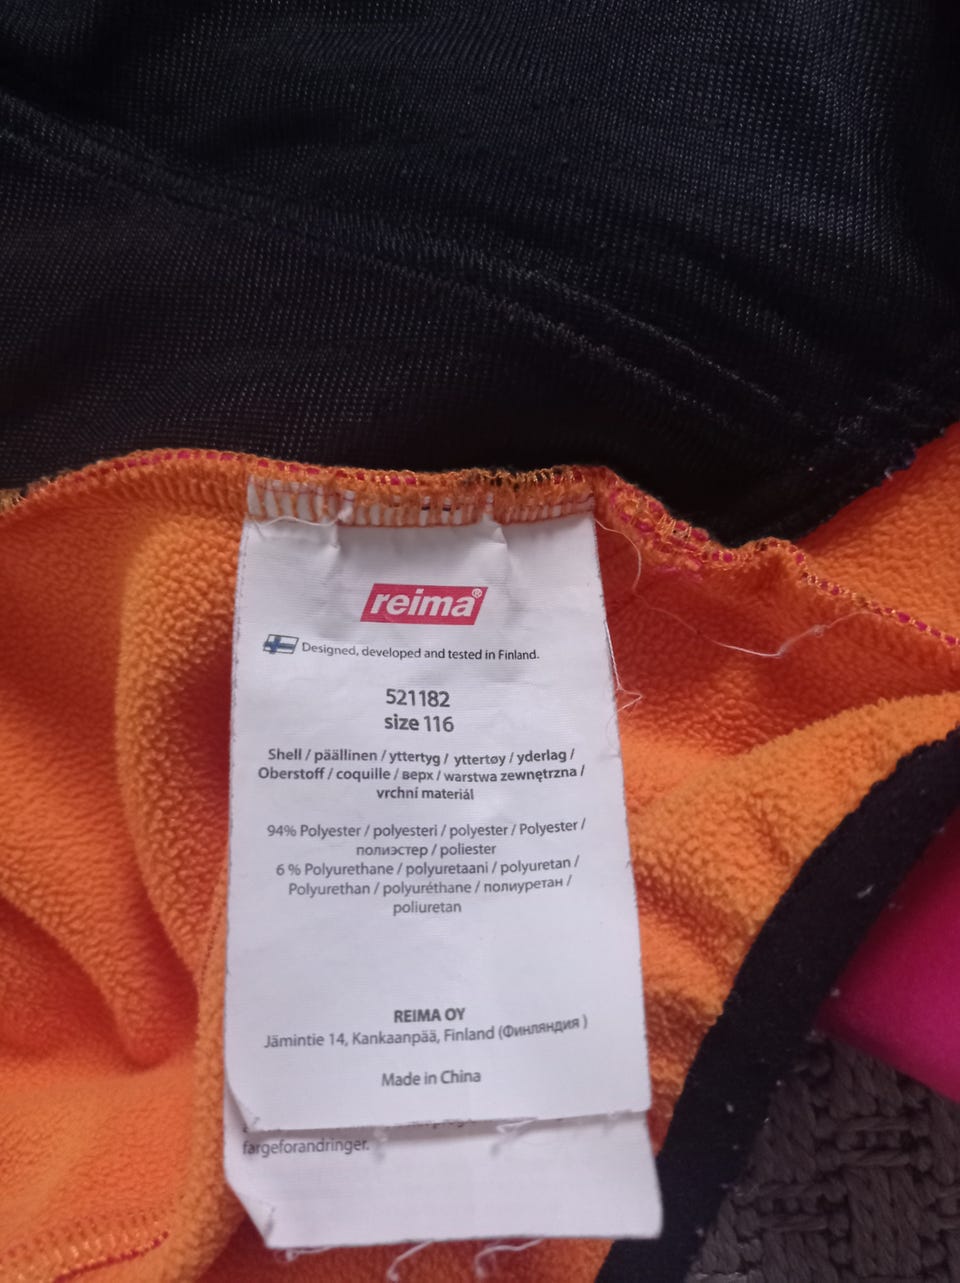 reima®
Designed, developed and tested in Finland.
521182
size 116
Shell / päällinen / yttertyg / yttertøy / yderlag /
Oberstoff / coquille / верх / warstwa zewnętrzna /
vrchní materiál
94% Polyester / polyesteri / polyester / Polyester /
полиэстер / poliester
6 % Polyurethane / polyuretaani / polyuretan /
Polyurethan / polyuréthane / полиуретан /
poliuretan
REIMA OY
Jämintie 14, Kankaanpää, Finland (Финляндия )
Made in China
fargeforandringer.